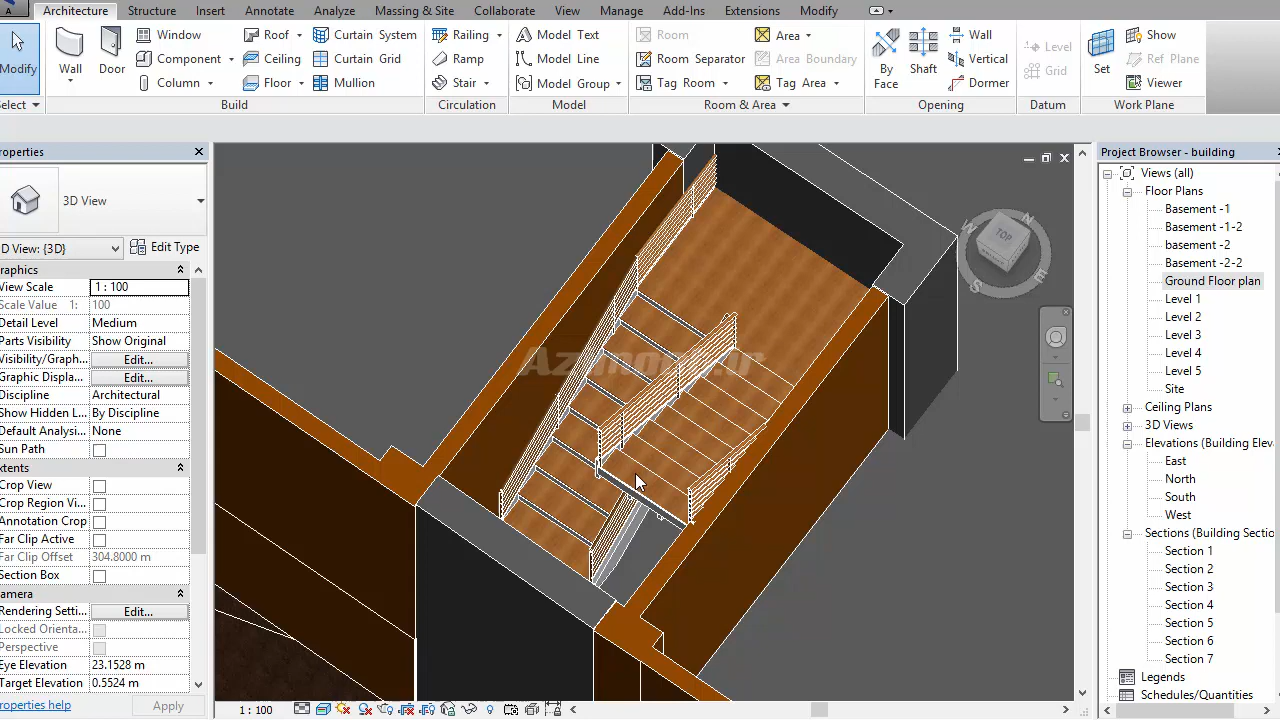 Architecture Structure Insert Annotate Analyze Massing & Site Collaborate View Manage Add-Ins Extensions Modify
Modify
Select
Wall
Door
Window
Component
Column
Roof
Ceiling
Floor
Curtain System
Curtain Grid
Mullion
Build
Railing
Ramp
Stair
Circulation
Model Text
Model Line
Model Group
Model
Room
Room Separator
Tag Room
Area
Area Boundary
Tag Area
Room & Area
By Face
Shaft
Wall
Vertical
Dormer
Opening
Level
Grid
Datum
Set
Show
Ref Plane
Viewer
Work Plane
roperties
3D View
D View: {3D} Edit Type
raphics
View Scale 1 : 100
Scale Value 1: 100
Detail Level Medium
Parts Visibility Show Original
Visibility/Graph... Edit...
Graphic Displa... Edit...
Discipline Architectural
Show Hidden L... By Discipline
Default Analysi... None
Sun Path
xtents
Crop View
Crop Region Vi...
Annotation Crop
Far Clip Active
Far Clip Offset 304.8000 m
Section Box
amera
Rendering Setti... Edit...
Locked Orienta...
Perspective
Eye Elevation 23.1528 m
Target Elevation 0.5524 m
roperties help Apply
TOP
N
E
S
W
1 : 100
Project Browser - building
Views (all)
Floor Plans
Basement -1
Basement -1-2
basement -2
Basement -2-2
Ground Floor plan
Level 1
Level 2
Level 3
Level 4
Level 5
Site
Ceiling Plans
3D Views
Elevations (Building Eleva
East
North
South
West
Sections (Building Sectio
Section 1
Section 2
Section 3
Section 4
Section 5
Section 6
Section 7
Legends
Schedules/Quantities